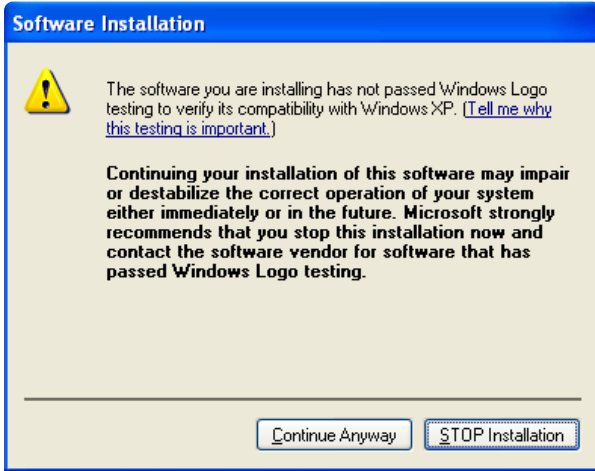 Software Installation
The software you are installing has not passed Windows Logo
testing to verify its compatibility with Windows XP. (Tell me why
this testing is important.)
Continuing your installation of this software may impair
or destabilize the correct operation of your system
either immediately or in the future. Microsoft strongly
recommends that you stop this installation now and
contact the software vendor for software that has
passed Windows Logo testing.
Continue Anyway
STOP Installation